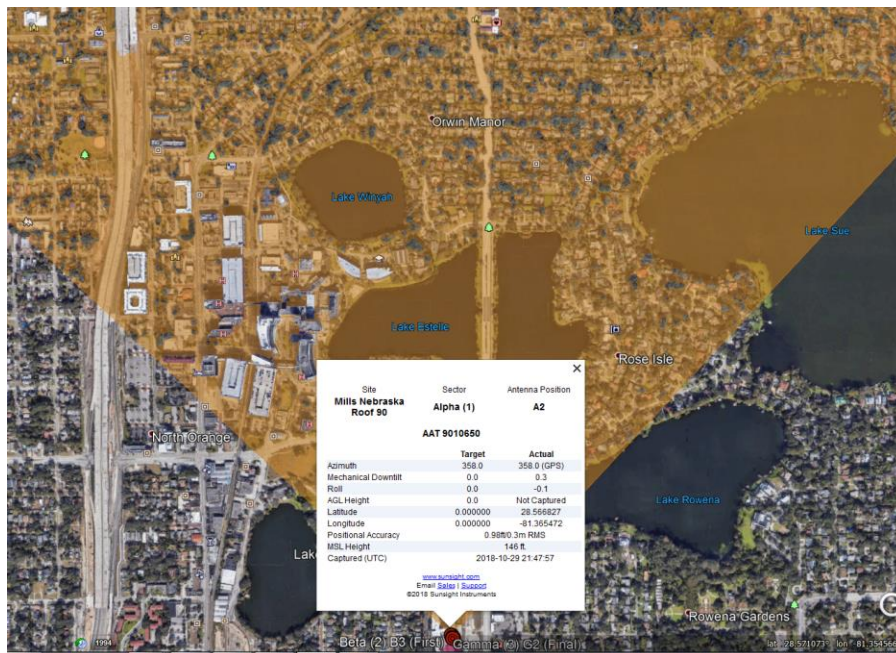 Orwin Manor
Lake Winyah
Lake Sue
Lake Estelle
Rose Isle
North Orange
Lake Rowena
Rowena Gardens
×
Site Sector Antenna Position
Mills Nebraska Roof 90 Alpha (1) A2
AAT 9010650
Target Actual
Azimuth 358.0 358.0 (GPS)
Mechanical Downtilt 0.0 0.3
Roll 0.0 -0.1
AGL Height 0.0 Not Captured
Latitude 0.000000 28.566827
Longitude 0.000000 -81.365472
Positional Accuracy 0.98ft/0.3m RMS
MSL Height 146 ft.
Captured (UTC) 2018-10-29 21:47:57
www.sunsight.com
Email Sales | Support
©2018 Sunsight Instruments
Beta (2) B3 (First) Gamma (3) G2 (Final)
1994
lat 28.571073° lon